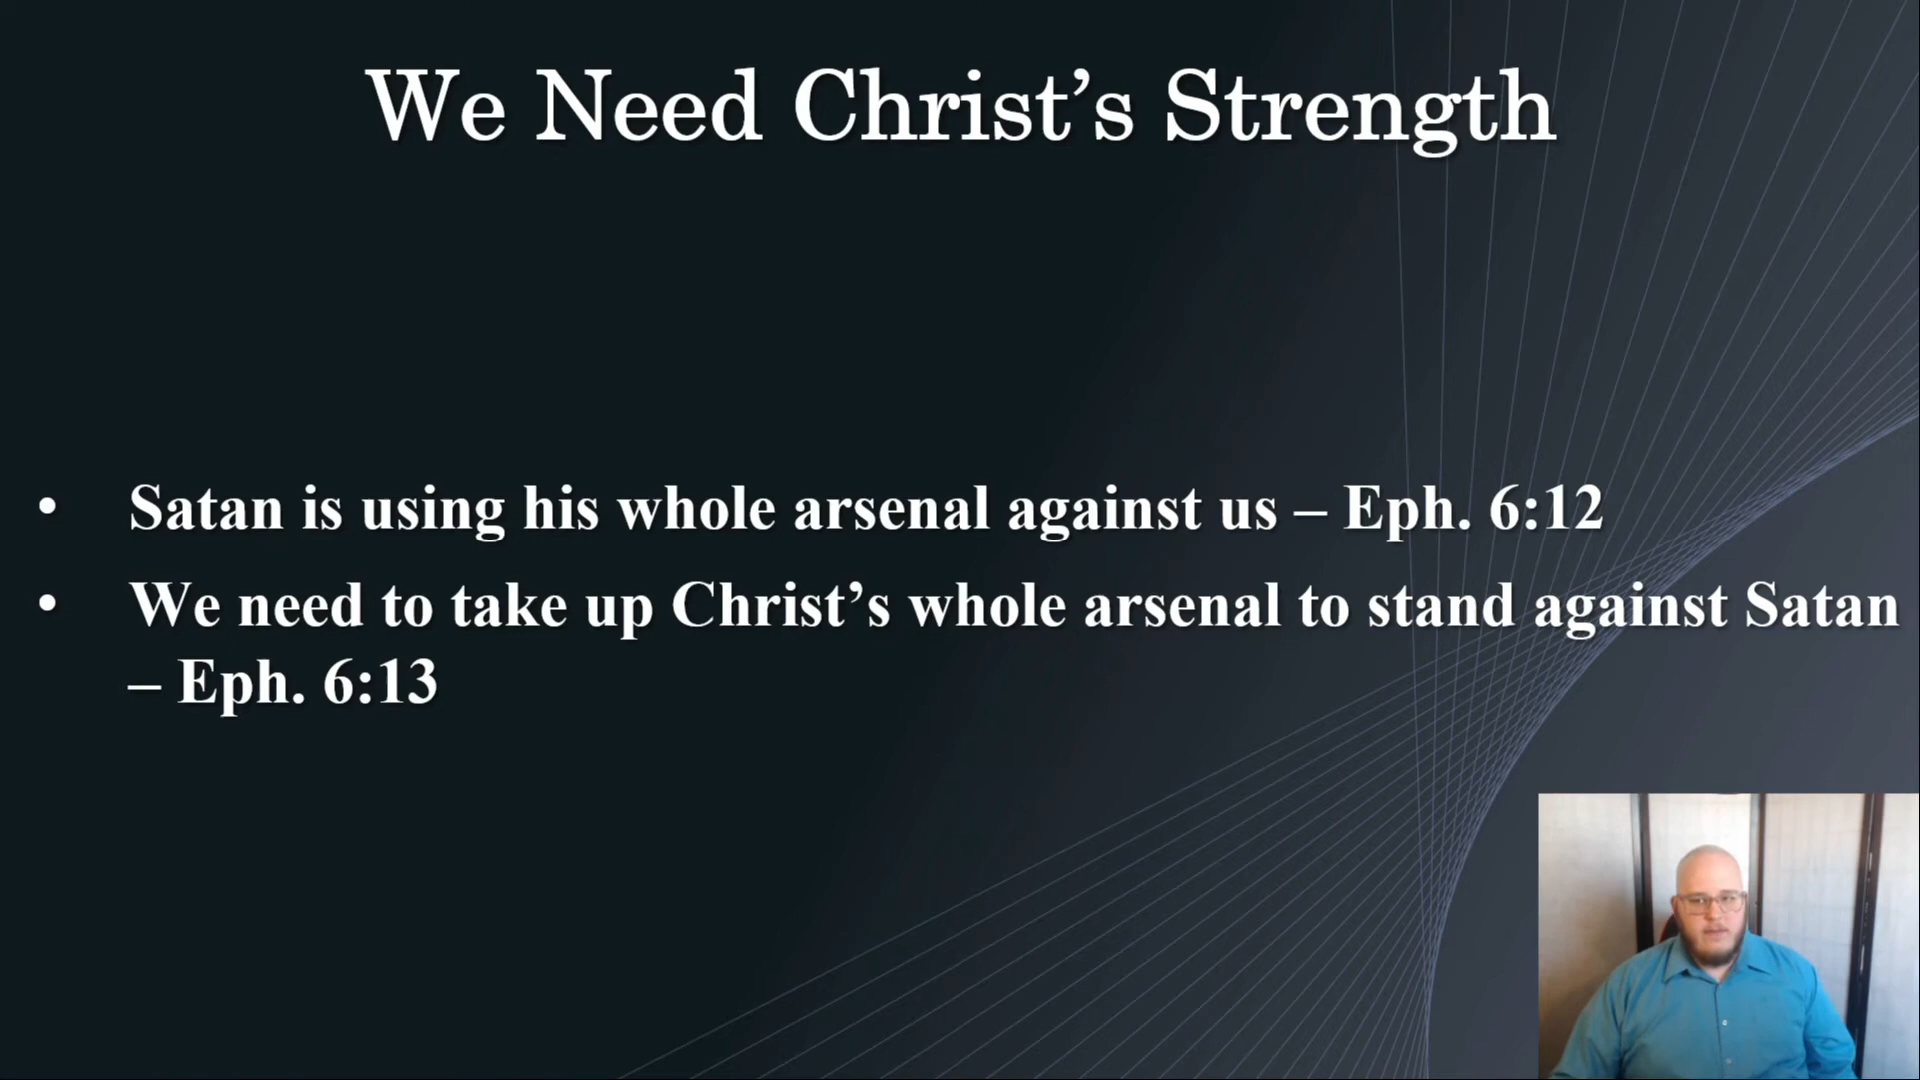 We Need Christ’s Strength
• Satan is using his whole arsenal against us – Eph. 6:12
• We need to take up Christ’s whole arsenal to stand against Satan
– Eph. 6:13